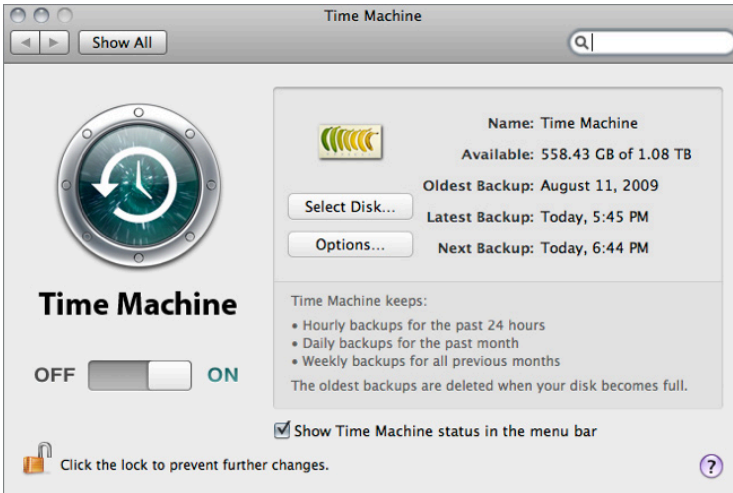 Time Machine
Show All
Name: Time Machine
Available: 558.43 GB of 1.08 TB
Oldest Backup: August 11, 2009
Select Disk...
Latest Backup: Today, 5:45 PM
Options...
Next Backup: Today, 6:44 PM
Time Machine
OFF ON
Time Machine keeps:
• Hourly backups for the past 24 hours
• Daily backups for the past month
• Weekly backups for all previous months
The oldest backups are deleted when your disk becomes full.
Show Time Machine status in the menu bar
Click the lock to prevent further changes.
?